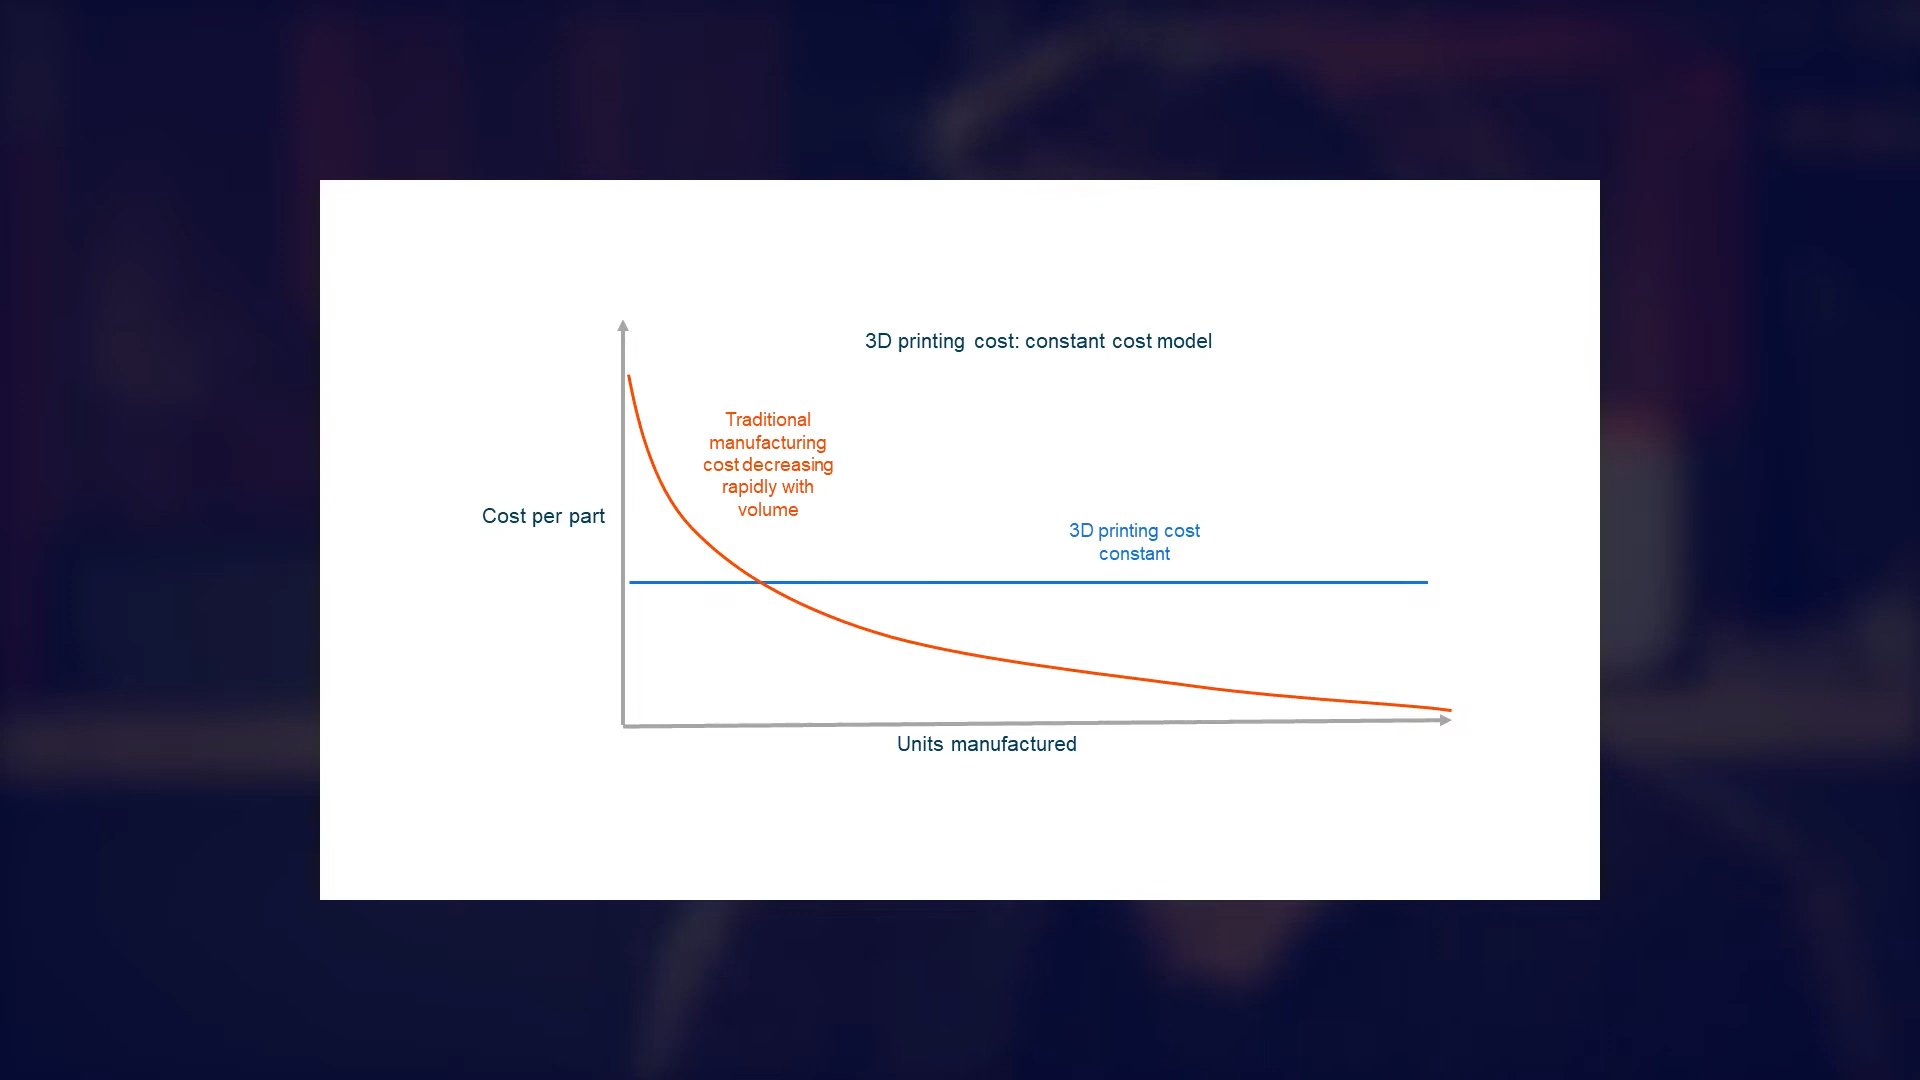 3D printing cost: constant cost model
Traditional
manufacturing
cost decreasing
rapidly with
volume
Cost per part
3D printing cost
constant
Units manufactured